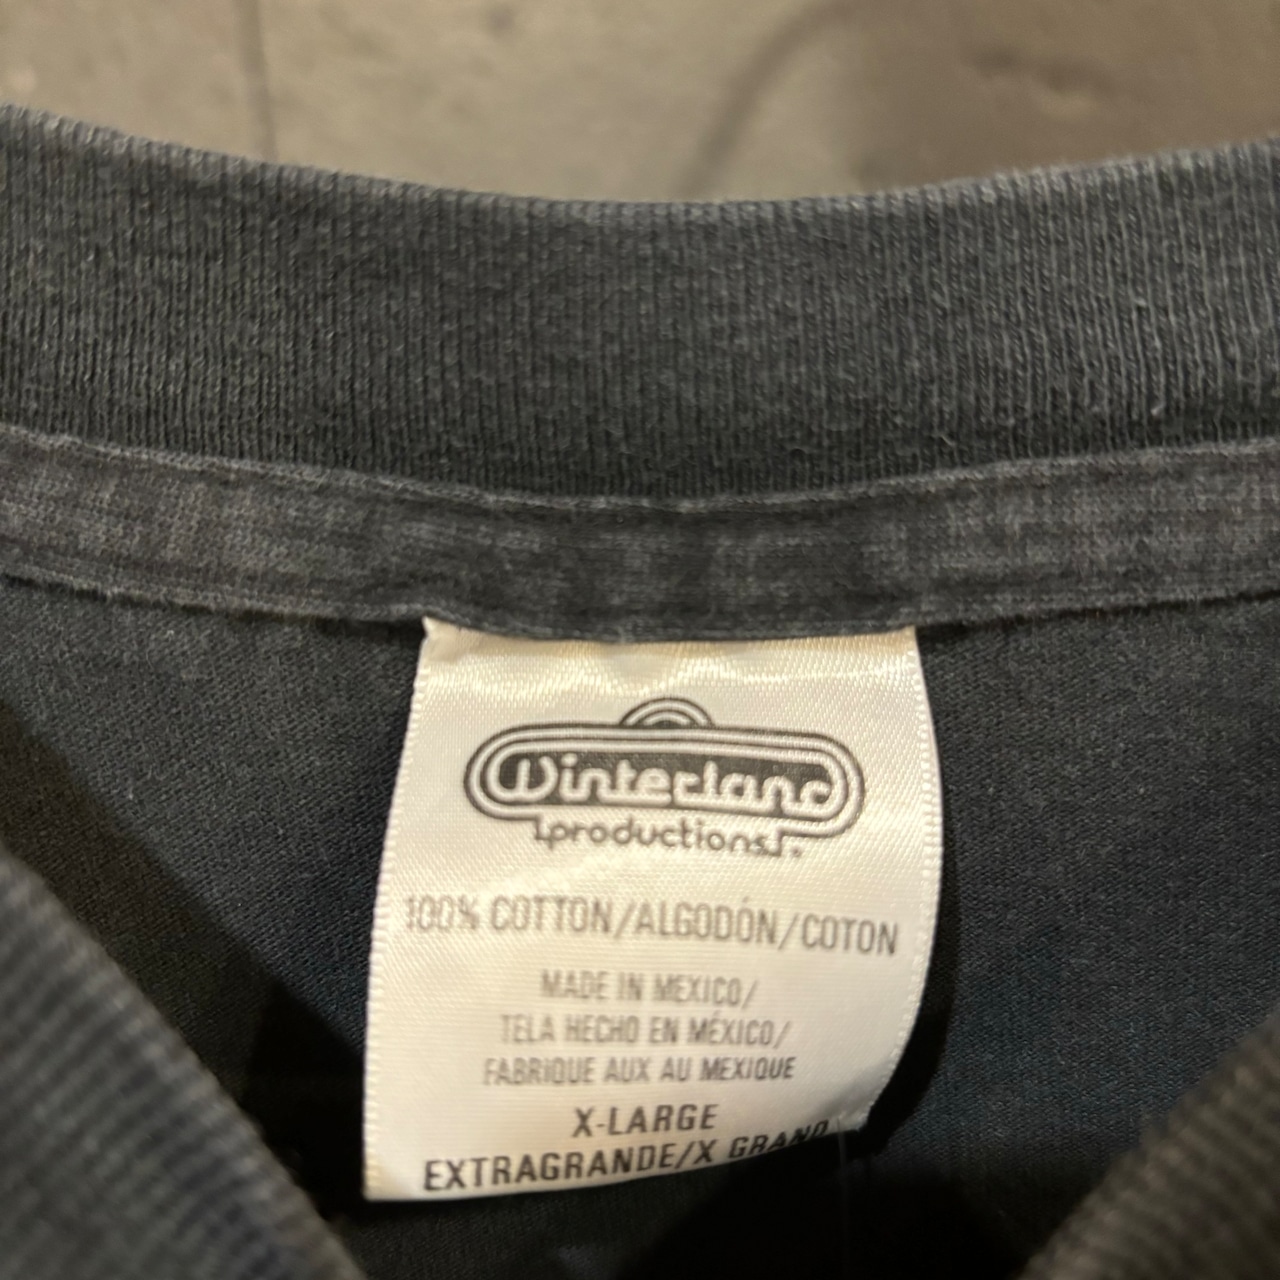 Winterland
productions.
100% COTTON/ALGODÓN/COTON
MADE IN MEXICO/
TELA HECHO EN MÉXICO/
FABRIQUE AUX AU MEXIQUE
X-LARGE
EXTRAGRANDE/X GRAND